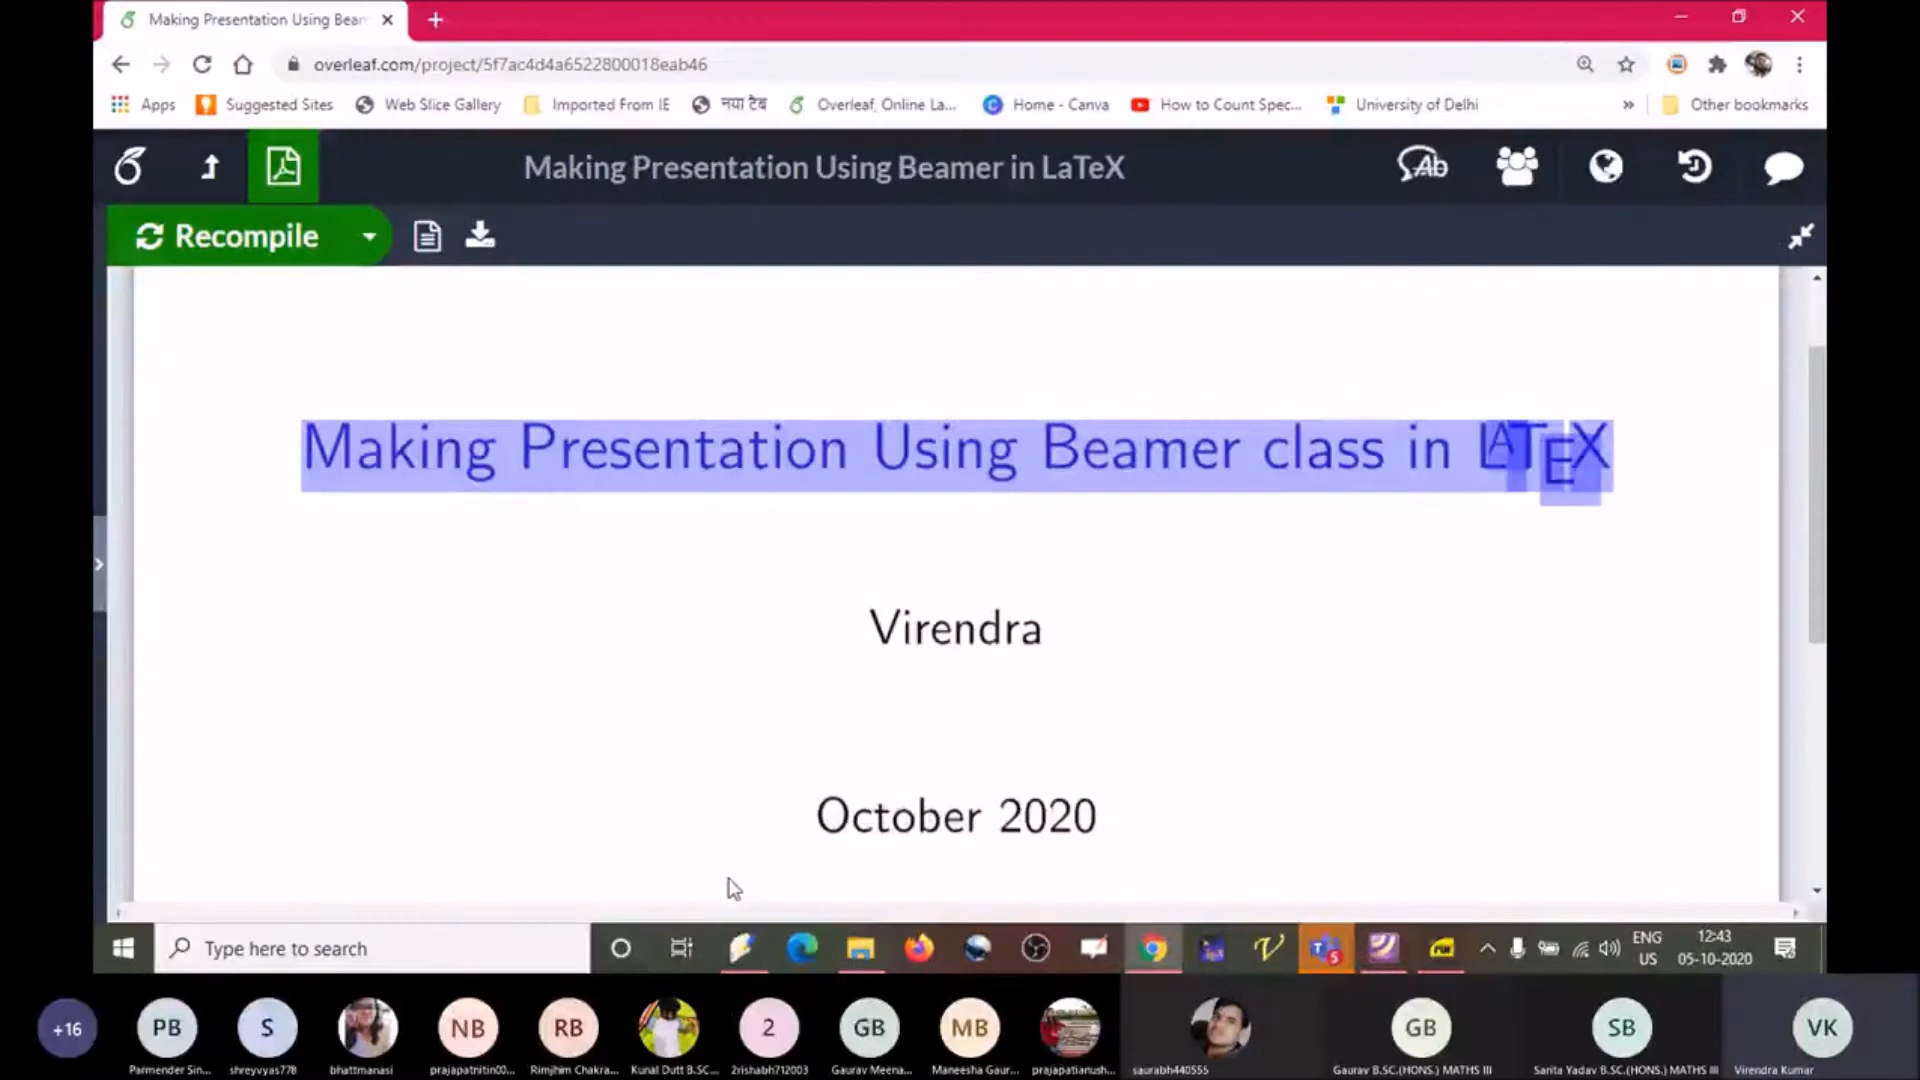 Making Presentation Using Bear
overleaf.com/project/5f7ac4d4a6522800018eab46
Apps Suggested Sites Web Slice Gallery Imported From IE नया टैब Overleaf, Online La... Home - Canva How to Count Spec... University of Delhi » Other bookmarks
Ab
Making Presentation Using Beamer in LaTeX
Recompile
Making Presentation Using Beamer class in LATEX
Virendra
October 2020
Type here to search
5
ENG
US
12:43
05-10-2020
+16 PB S NB RB 2 GB MB GB SB VK
Parmender Sin... shreyvyas778 bhattmanasi prajapatnitin00... Rimjhim Chakra... Kunal Dutt B.SC... 2rishabh712003 Gaurav Meena... Maneesha Gaur... prajapatianush... saurabh440555 Gaurav B.SC.(HONS.) MATHS III Sarita Yadav B.SC.(HONS.) MATHS III Virendra Kumar